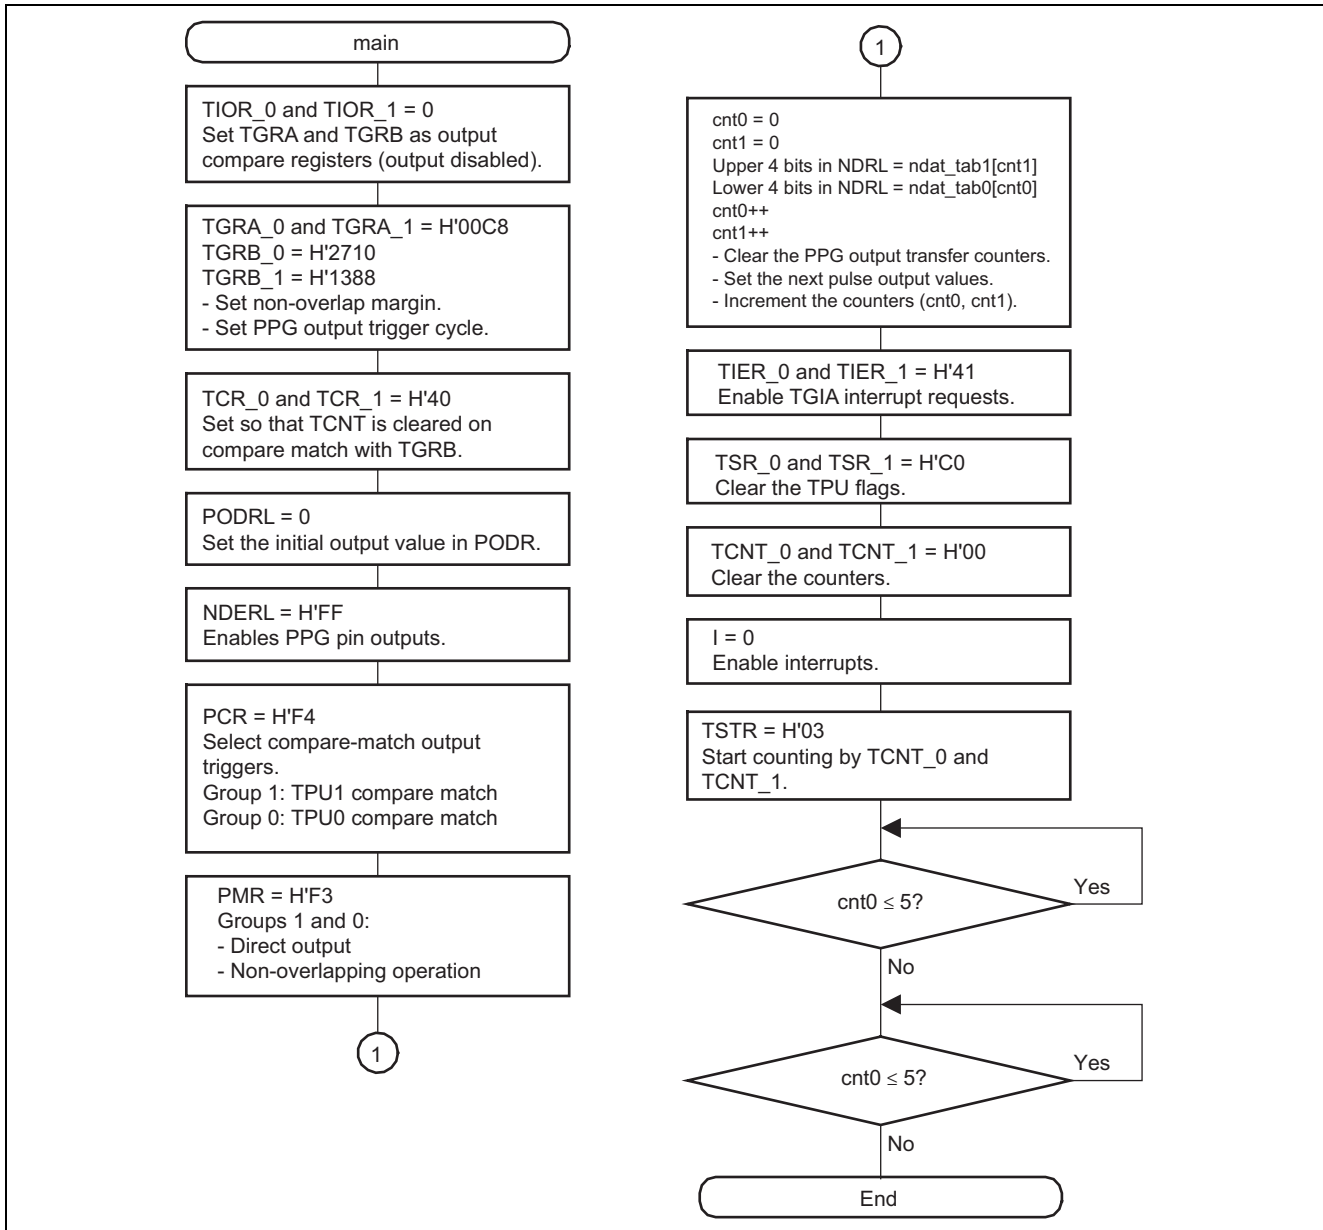 main
TIOR_0 and TIOR_1 = 0
Set TGRA and TGRB as output
compare registers (output disabled).
TGRA_0 and TGRA_1 = H'00C8
TGRB_0 = H'2710
TGRB_1 = H'1388
- Set non-overlap margin.
- Set PPG output trigger cycle.
TCR_0 and TCR_1 = H'40
Set so that TCNT is cleared on
compare match with TGRB.
PODRL = 0
Set the initial output value in PODR.
NDERL = H'FF
Enables PPG pin outputs.
PCR = H'F4
Select compare-match output
triggers.
Group 1: TPU1 compare match
Group 0: TPU0 compare match
PMR = H'F3
Groups 1 and 0:
- Direct output
- Non-overlapping operation
1
1
cnt0 = 0
cnt1 = 0
Upper 4 bits in NDRL = ndat_tab1[cnt1]
Lower 4 bits in NDRL = ndat_tab0[cnt0]
cnt0++
cnt1++
- Clear the PPG output transfer counters.
- Set the next pulse output values.
- Increment the counters (cnt0, cnt1).
TIER_0 and TIER_1 = H'41
Enable TGIA interrupt requests.
TSR_0 and TSR_1 = H'C0
Clear the TPU flags.
TCNT_0 and TCNT_1 = H'00
Clear the counters.
I = 0
Enable interrupts.
TSTR = H'03
Start counting by TCNT_0 and
TCNT_1.
cnt0 ≤ 5?
Yes
No
cnt0 ≤ 5?
Yes
No
End